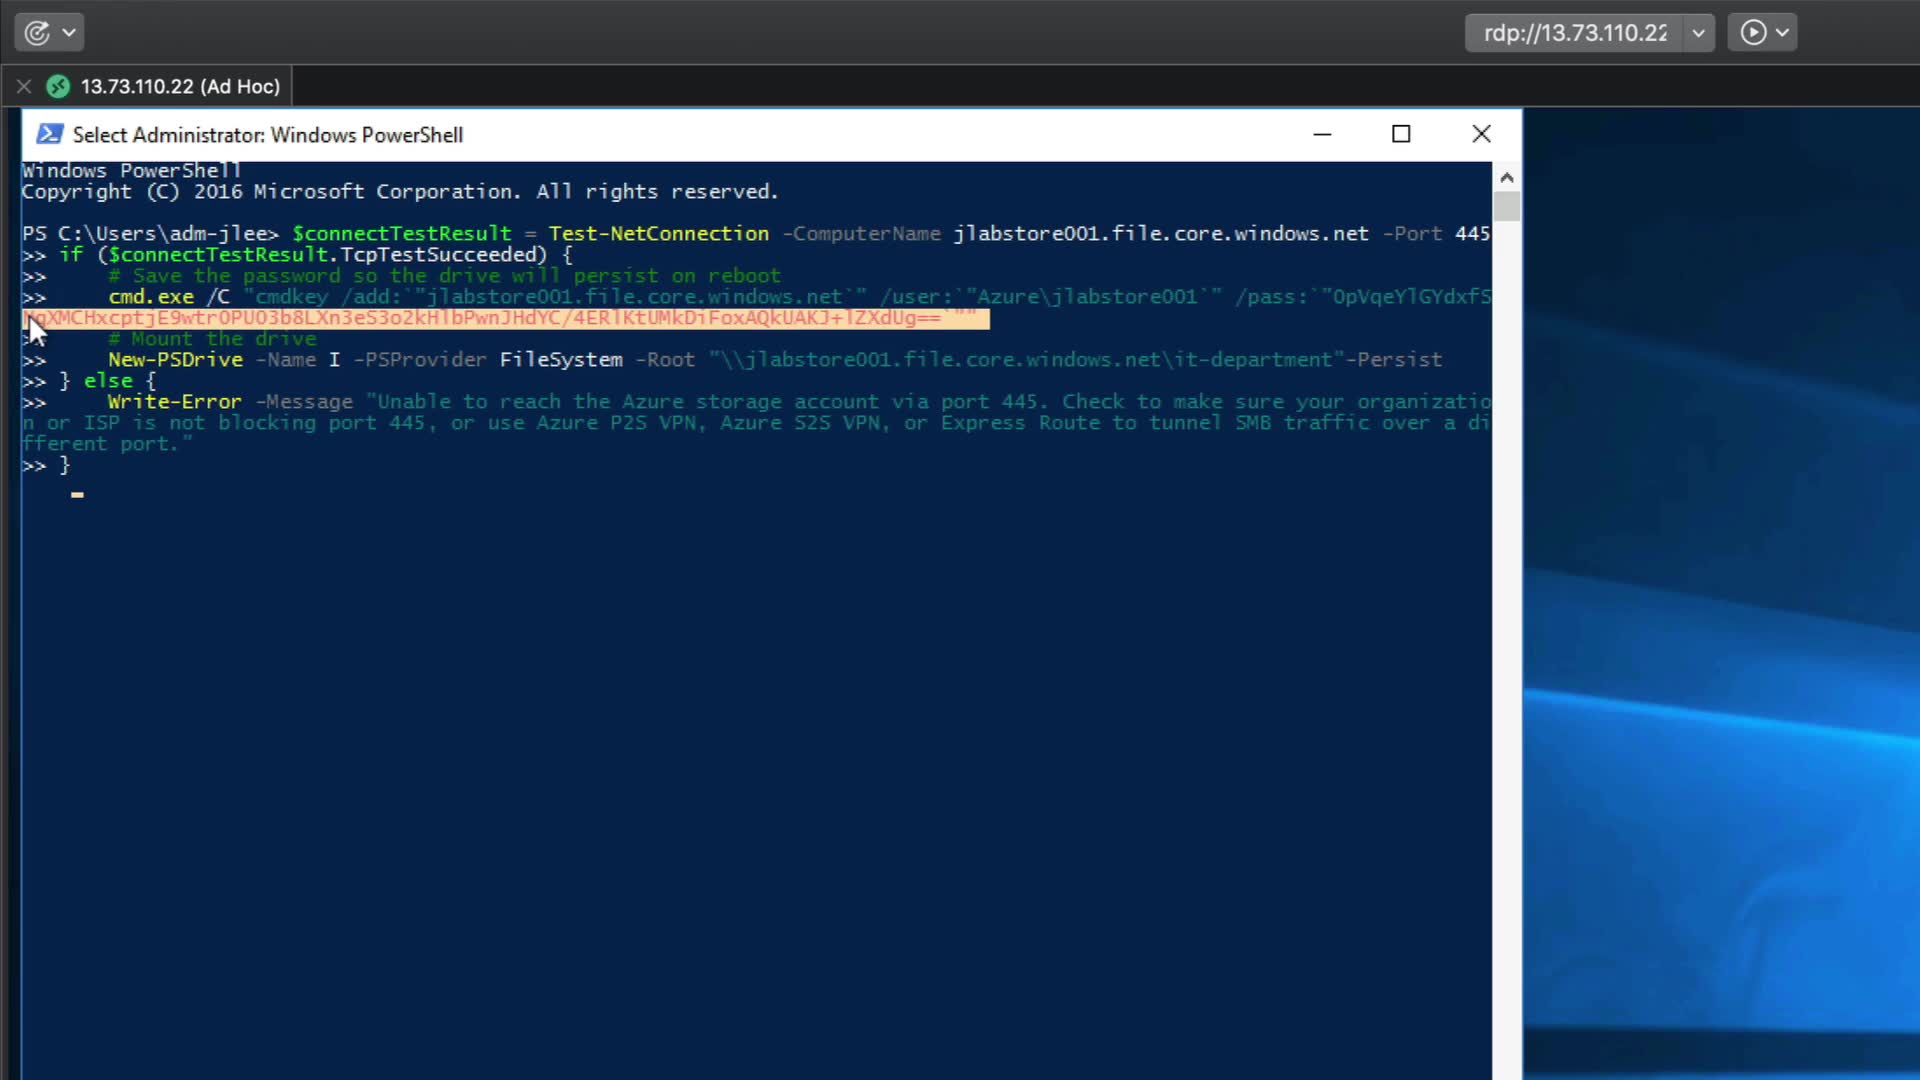 rdp://13.73.110.22
13.73.110.22 (Ad Hoc)
Select Administrator: Windows PowerShell
Windows PowerShell
Copyright (C) 2016 Microsoft Corporation. All rights reserved.
PS C:\Users\adm-jlee> $connectTestResult = Test-NetConnection -ComputerName jlabstore001.file.core.windows.net -Port 445
>> if ($connectTestResult.TcpTestSucceeded) {
>>     # Save the password so the drive will persist on reboot
>>     cmd.exe /C "cmdkey /add:`"jlabstore001.file.core.windows.net`" /user:`"Azure\jlabstore001`" /pass:`"
# Mount the drive
>>     New-PSDrive -Name I -PSProvider FileSystem -Root "\\jlabstore001.file.core.windows.net\it-department"-Persist
>> } else {
>>     Write-Error -Message "Unable to reach the Azure storage account via port 445. Check to make sure your organizatio
n or ISP is not blocking port 445, or use Azure P2S VPN, Azure S2S VPN, or Express Route to tunnel SMB traffic over a di
fferent port."
>> }